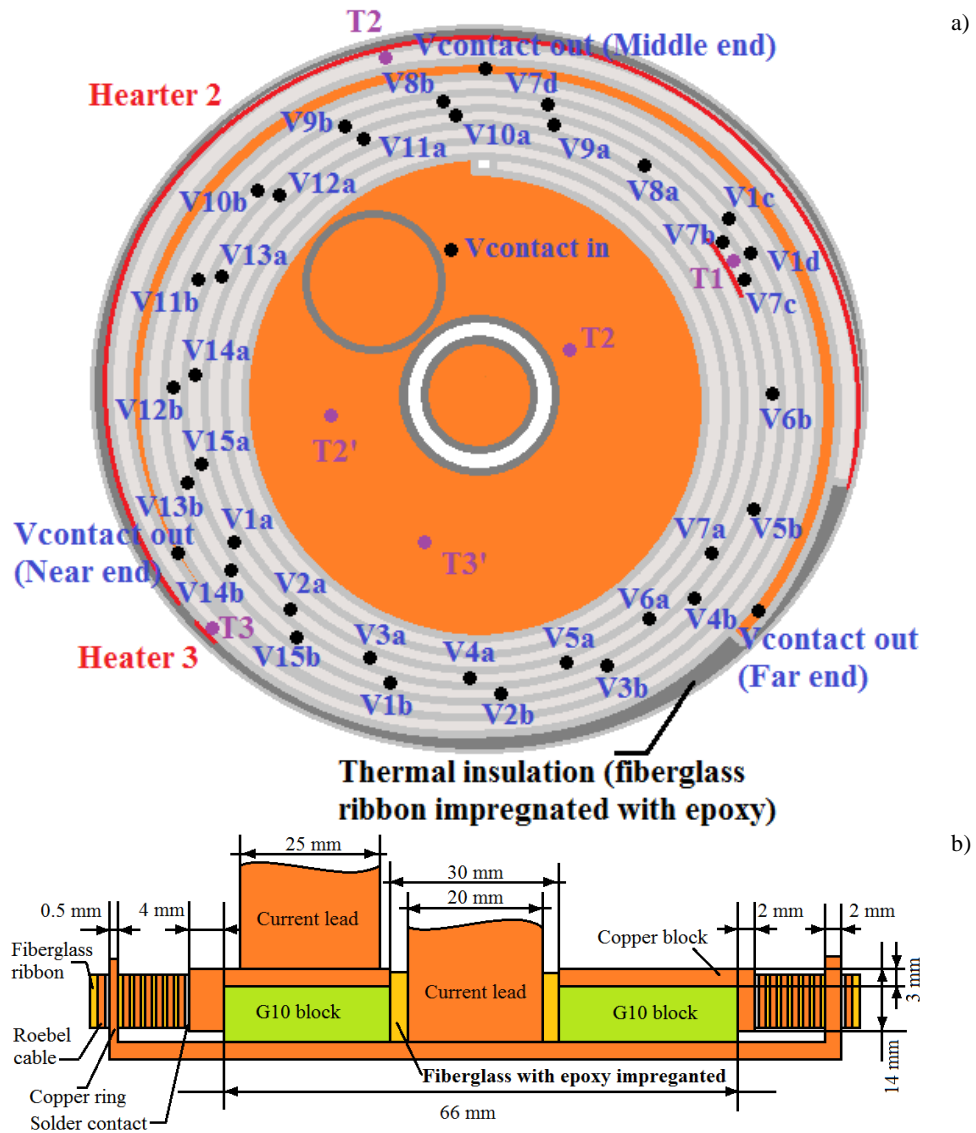 a)
T2
Vcontact out (Middle end)
Hearter 2
V8b
V7d
V9b
V10a
V9a
V11a
V8a
V10b
V12a
V1c
V7b
Vcontact in
V13a
V1d
T1
V11b
V7c
V14a
T2
V12b
V6b
T2'
V15a
V13b
V5b
Vcontact out
(Near end)
V1a
V7a
T3'
V14b
V2a
V6a
V4b
T3
V15b
V3a
V5a
V4a
Vcontact out
(Far end)
Heater 3
V3b
V1b
V2b
Thermal insulation (fiberglass
ribbon impregnated with epoxy)
b)
25 mm
30 mm
20 mm
0.5 mm
4 mm
2 mm
2 mm
Current lead
Copper block
Fiberglass
ribbon
3 mm
Current lead
G10 block
G10 block
Roebel
cable
14 mm
Fiberglass with epoxy impreganted
Copper ring
Solder contact
66 mm